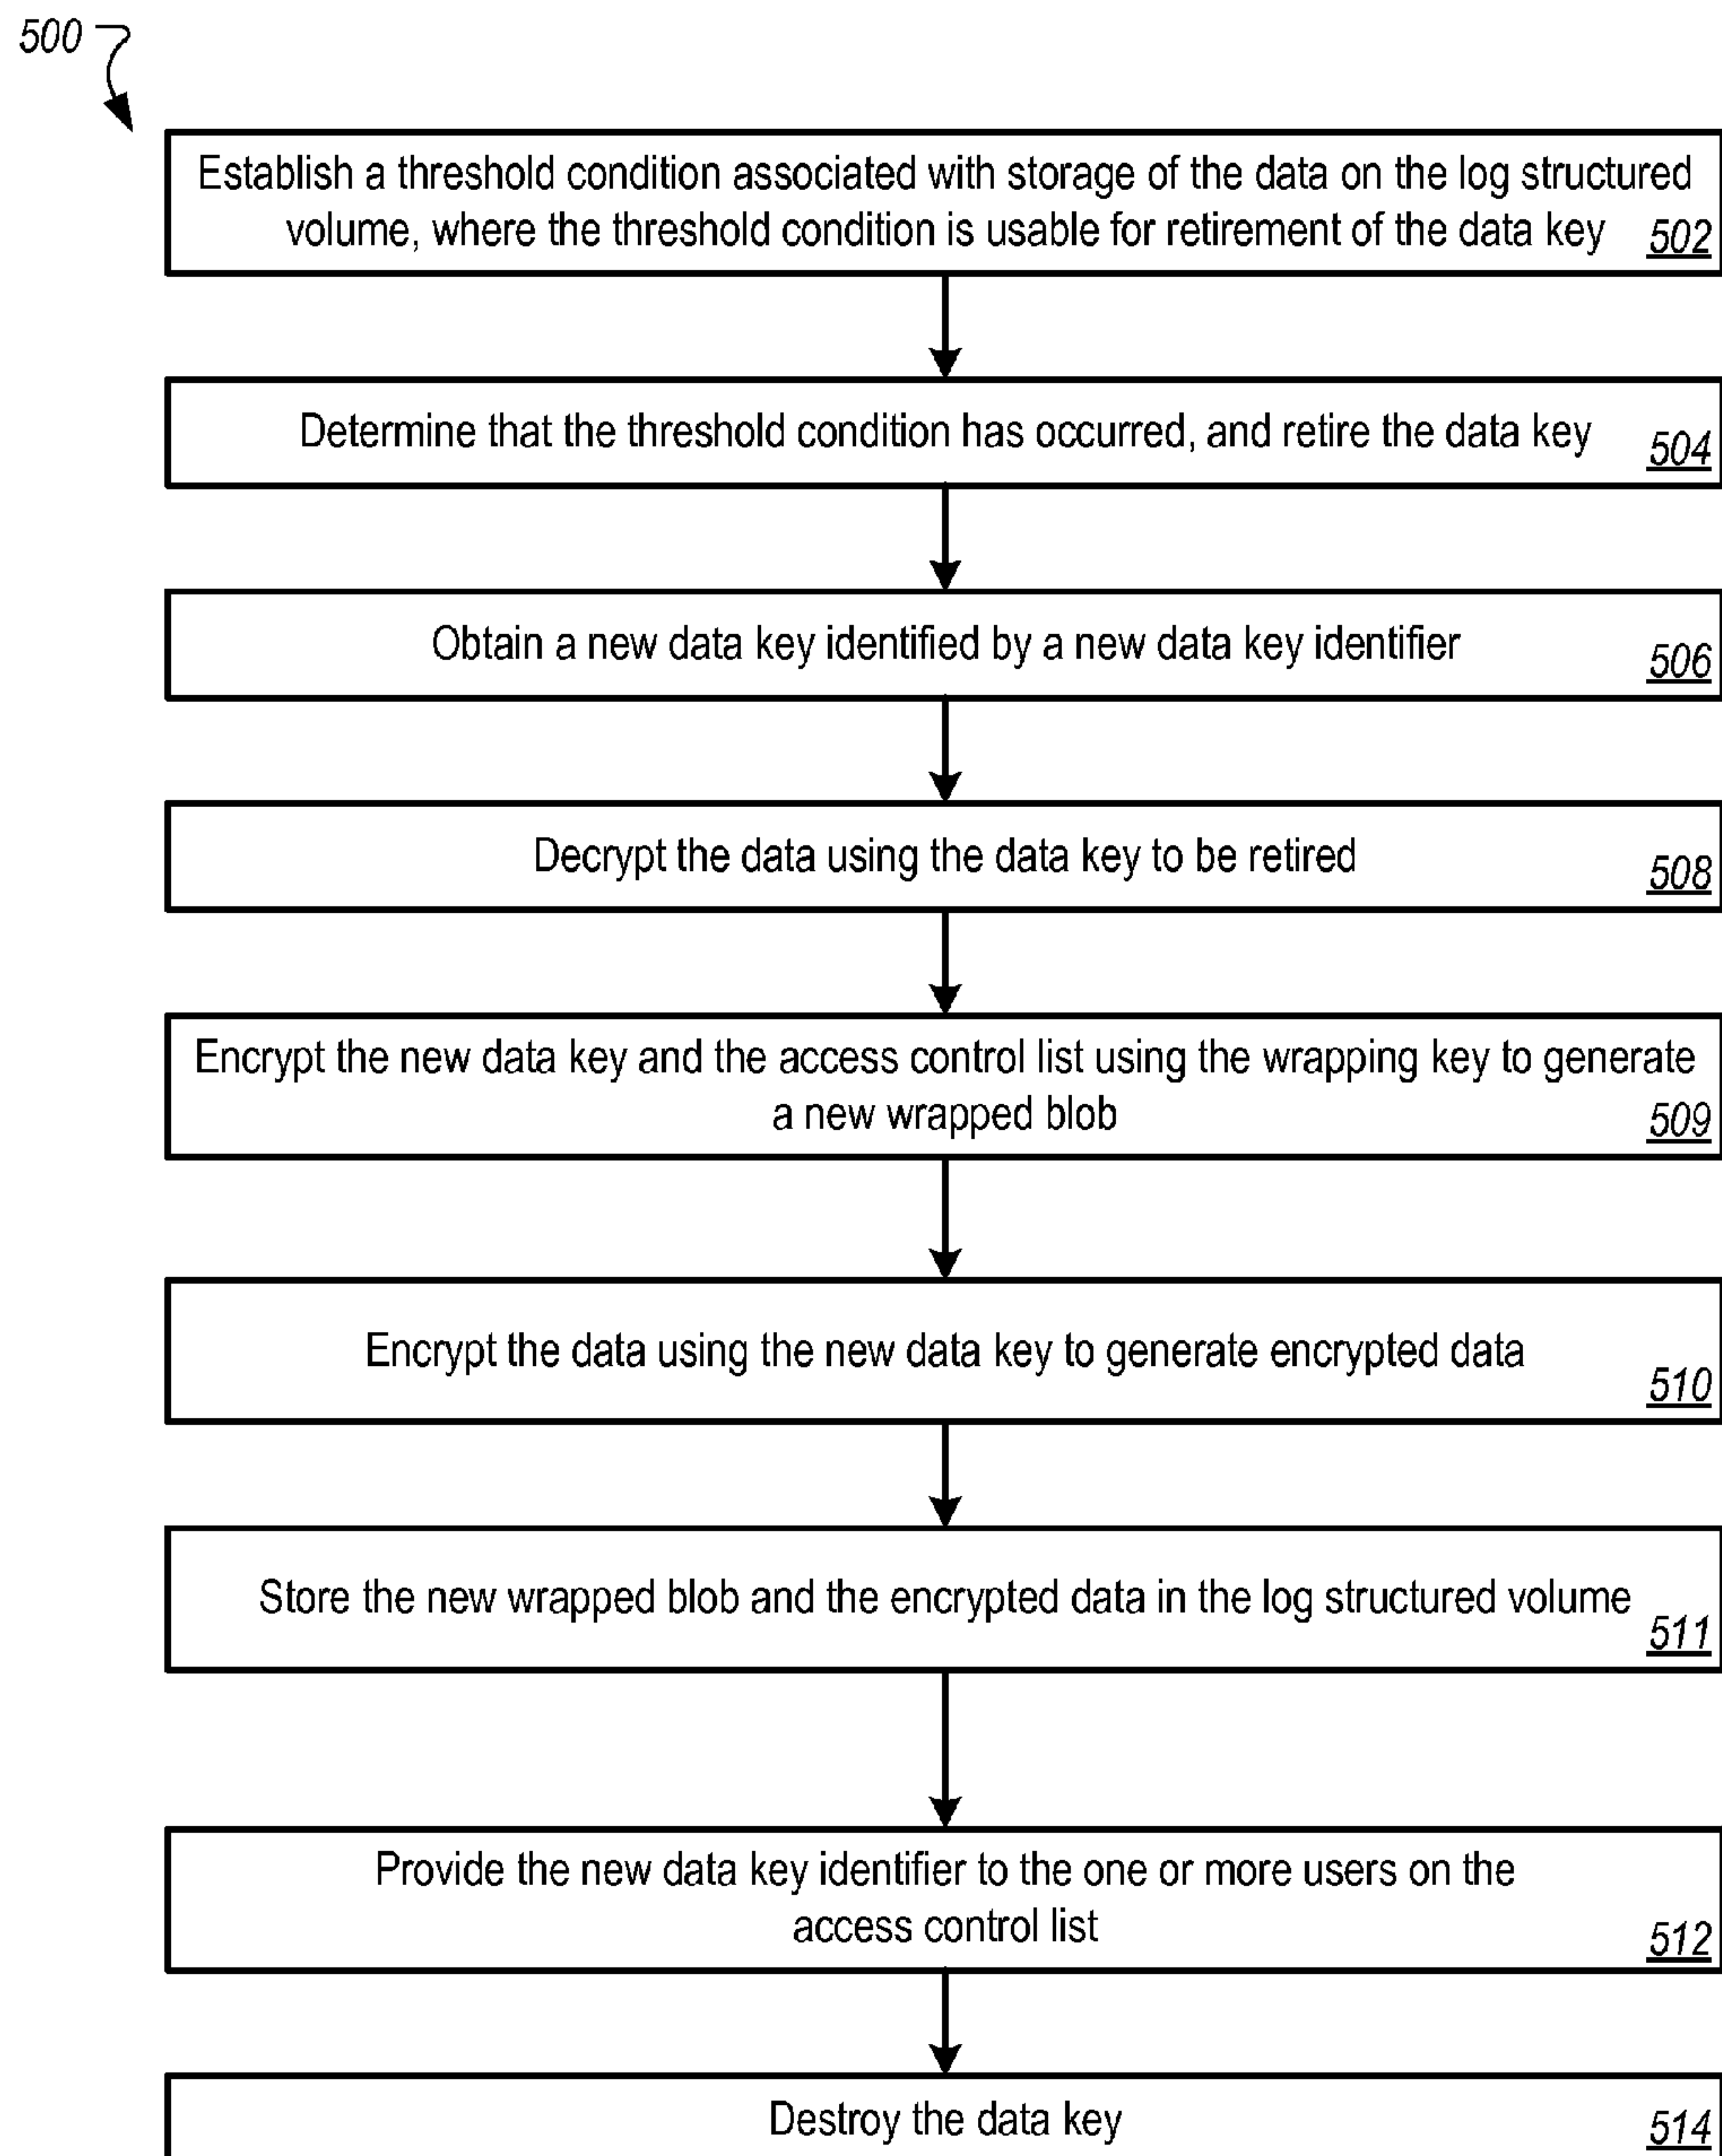 500
Establish a threshold condition associated with storage of the data on the log structured
volume, where the threshold condition is usable for retirement of the data key 502
Determine that the threshold condition has occurred, and retire the data key 504
Obtain a new data key identified by a new data key identifier 506
Decrypt the data using the data key to be retired 508
Encrypt the new data key and the access control list using the wrapping key to generate
a new wrapped blob 509
Encrypt the data using the new data key to generate encrypted data 510
Store the new wrapped blob and the encrypted data in the log structured volume 511
Provide the new data key identifier to the one or more users on the
access control list 512
Destroy the data key 514